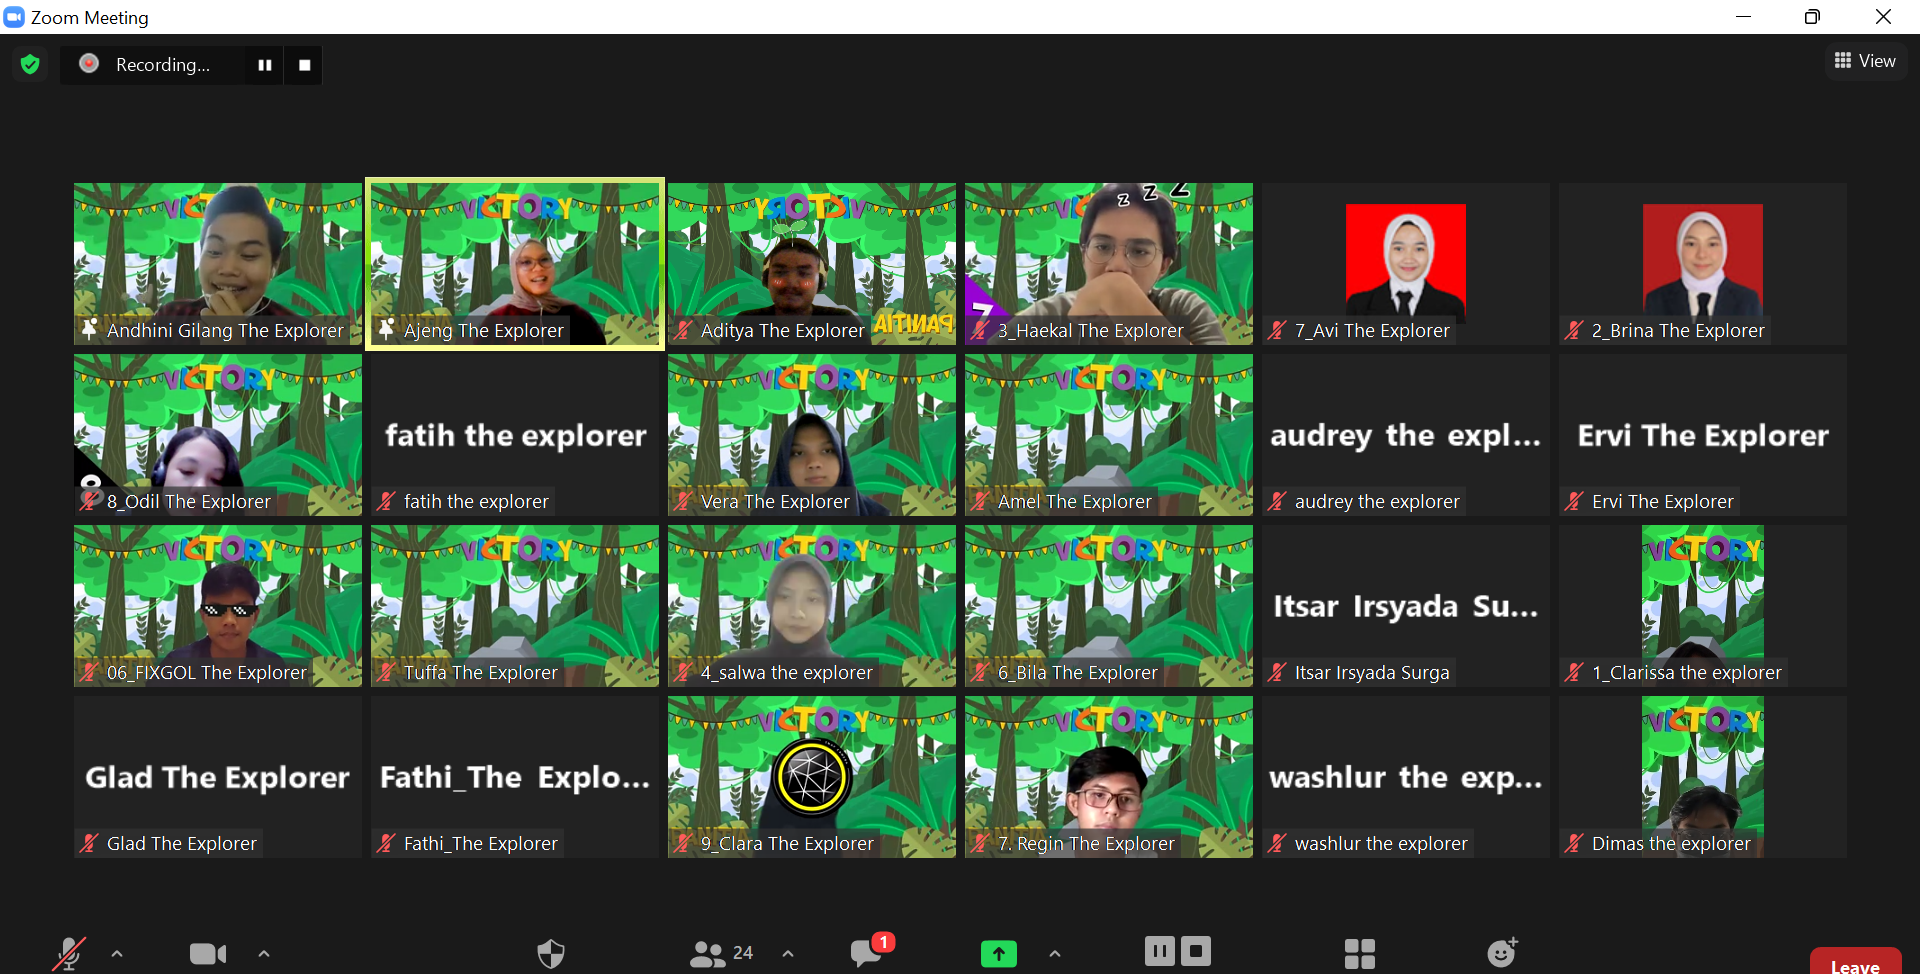 Zoom Meeting
Recording...
View
VICTORY
Andhini Gilang The Explorer
VICTORY
Ajeng The Explorer
VICTORY
PANITIA
Aditya The Explorer
z z Z
VIC
7
3_Haekal The Explorer
7_Avi The Explorer
2_Brina The Explorer
VICTORY
8
8_Odil The Explorer
fatih the explorer
fatih the explorer
VICTORY
Vera The Explorer
VICTORY
Amel The Explorer
audrey the expl...
audrey the explorer
Ervi The Explorer
Ervi The Explorer
VICTORY
06_FIXGOL The Explorer
VICTORY
Tuffa The Explorer
VICTORY
4_salwa the explorer
VICTORY
6_Bila The Explorer
Itsar Irsyada Su...
Itsar Irsyada Surga
VICTORY
1_Clarissa the explorer
Glad The Explorer
Glad The Explorer
Fathi_The Explo...
Fathi_The Explorer
VICTORY
9_Clara The Explorer
VICTORY
7. Regin The Explorer
washlur the exp...
washlur the explorer
VICTORY
Dimas the explorer
24
1
Leave